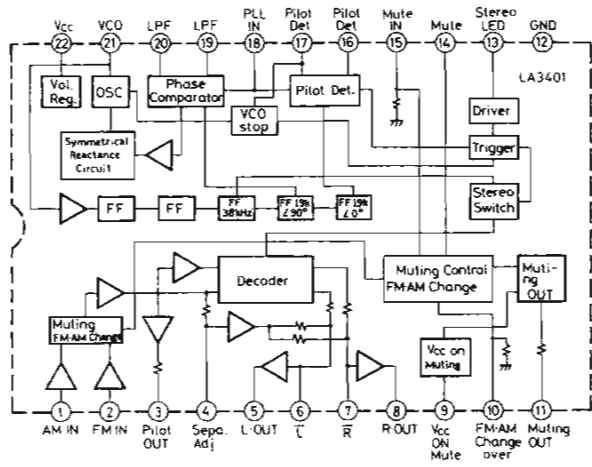 Vcc
VCO
LPF
LPF
PLL
IN
Pilot
Det
Pilot
Det
Mute
IN
Mute
Stereo
LED
GND
22
21
20
19
18
17
16
15
14
13
12
LA3401
Vol.
Reg.
OSC
Phase
Comparator
Pilot Det.
Driver
VCO
stop
Symmetrical
Reactance
Circuit
Trigger
FF
FF
FF
38kHz
FF 19k
∠90°
FF 19k
∠0°
Stereo
Switch
Decoder
Muting Control
FM·AM Change
Muti-
ng OUT
Muting
FM·AM Change
Vcc on
Muting
1
2
3
4
5
6
7
8
9
10
11
AM IN
FM IN
Pilot
OUT
Sepa.
Adj
L·OUT
L
R
R·OUT
Vcc
ON
Mute
FM·AM
Change
over
Muting
OUT